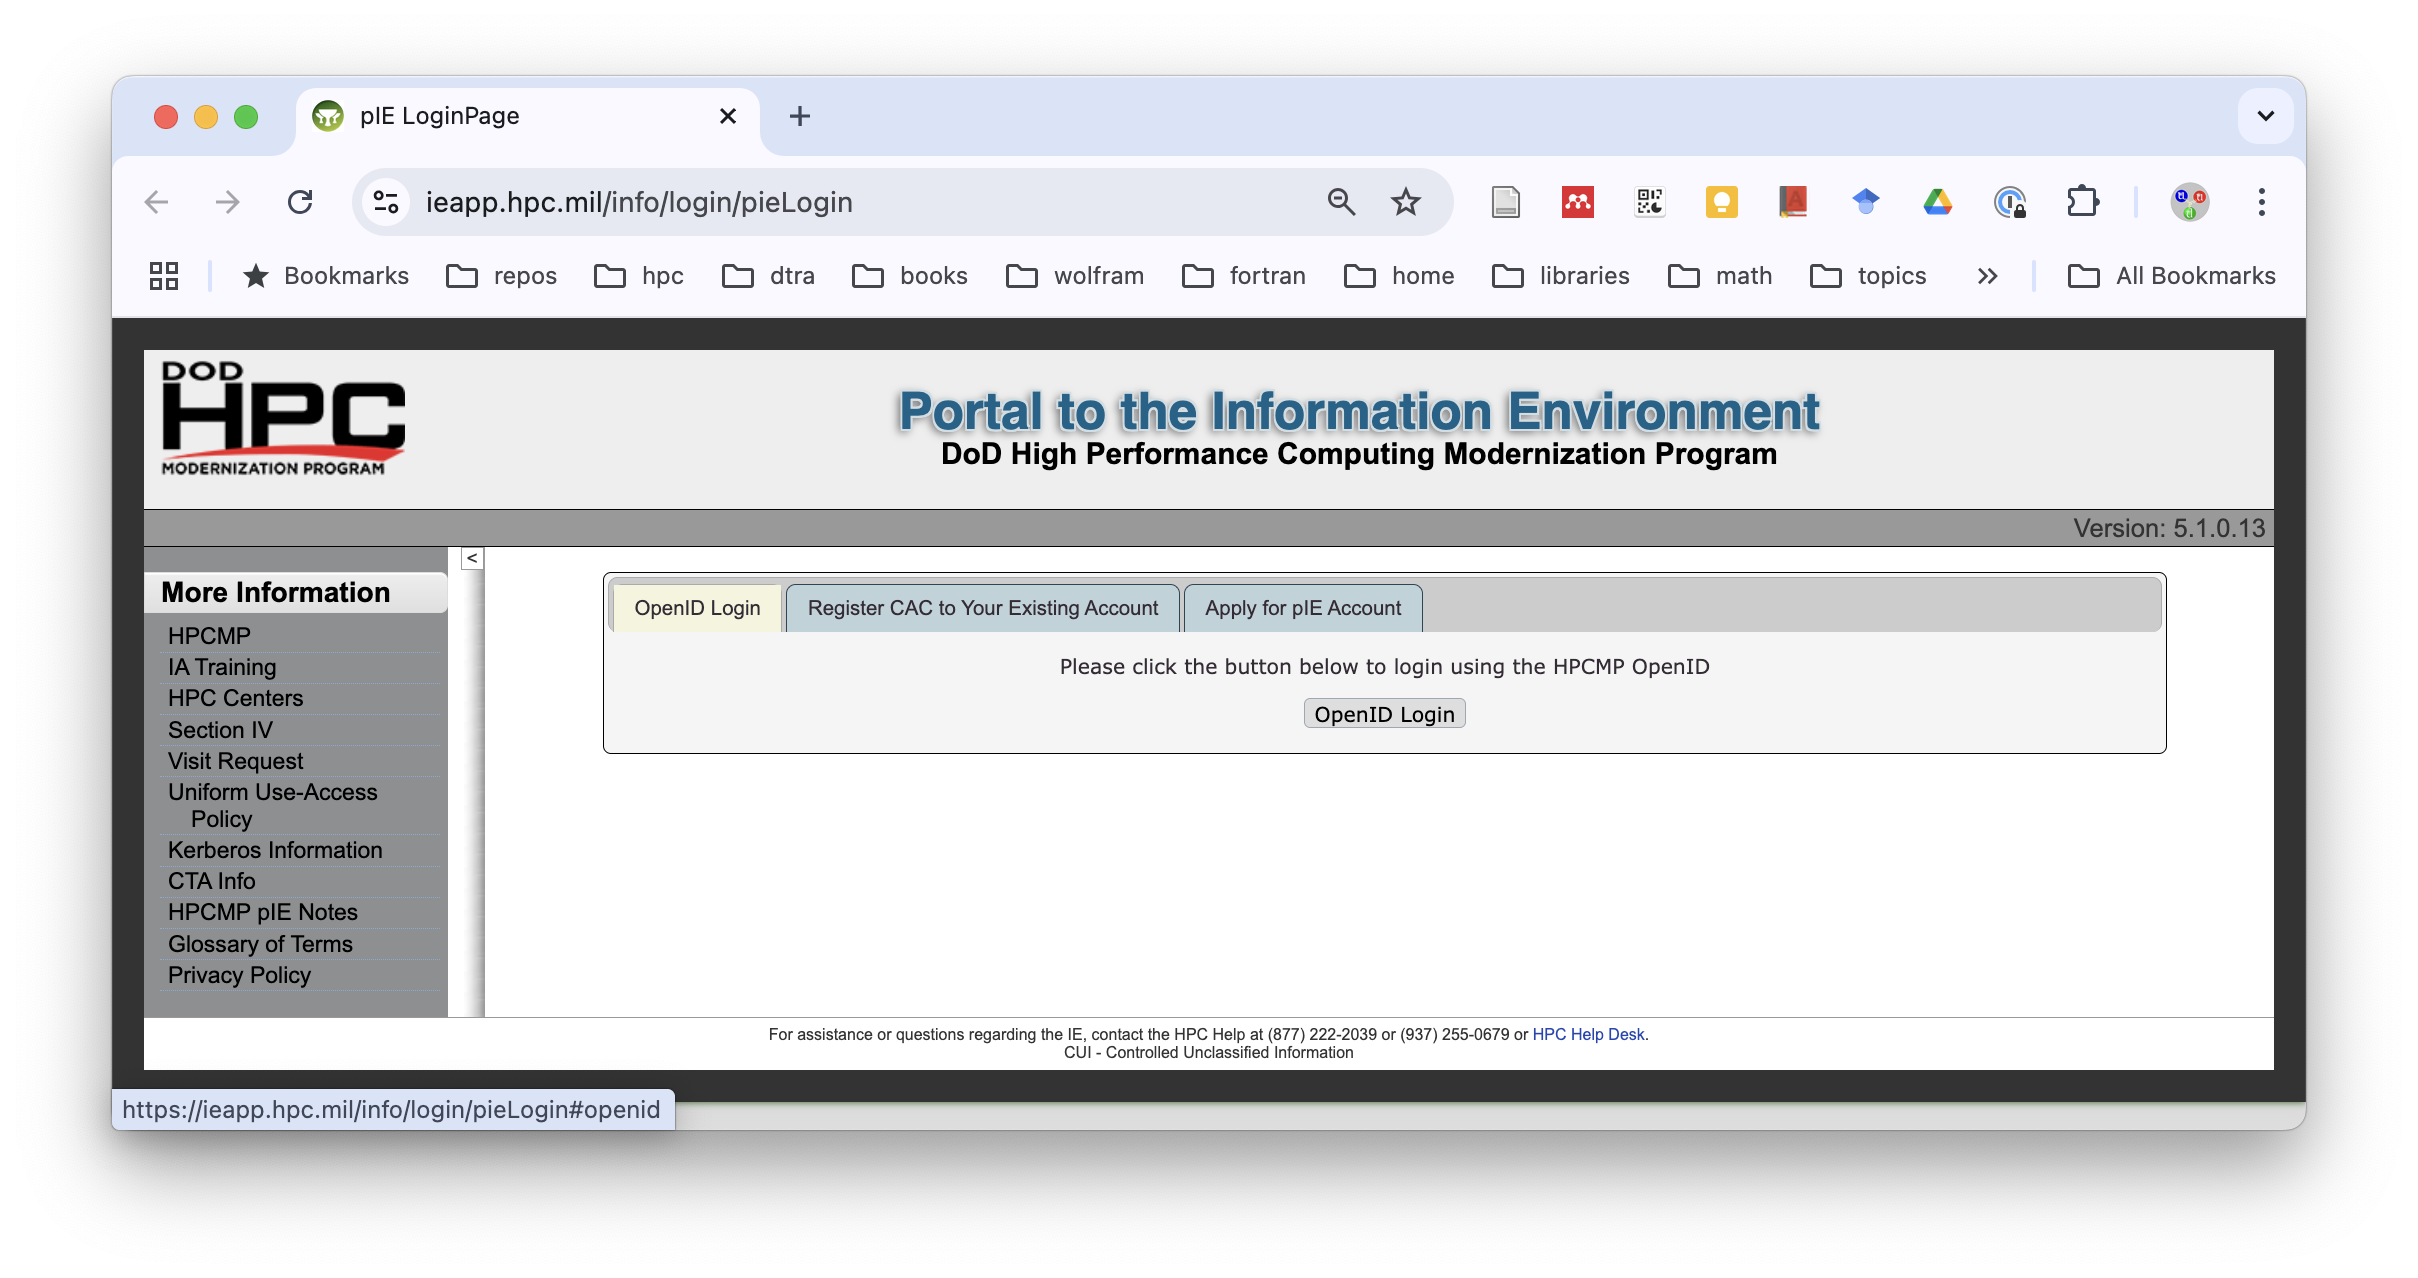 pIE LoginPage
ieapp.hpc.mil/info/login/pieLogin
Bookmarks repos hpc dtra books wolfram fortran home libraries math topics » All Bookmarks
DOD
HPC
MODERNIZATION PROGRAM
Portal to the Information Environment
DoD High Performance Computing Modernization Program
Version: 5.1.0.13
<
More Information
HPCMP
IA Training
HPC Centers
Section IV
Visit Request
Uniform Use-Access
Policy
Kerberos Information
CTA Info
HPCMP pIE Notes
Glossary of Terms
Privacy Policy
OpenID Login Register CAC to Your Existing Account Apply for pIE Account
Please click the button below to login using the HPCMP OpenID
OpenID Login
For assistance or questions regarding the IE, contact the HPC Help at (877) 222-2039 or (937) 255-0679 or HPC Help Desk.
CUI - Controlled Unclassified Information
https://ieapp.hpc.mil/info/login/pieLogin#openid